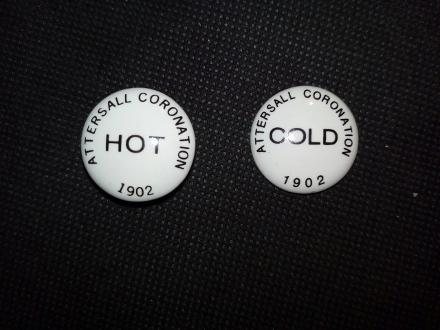 ATTERSALL CORONATION
HOT
1902
ATTERSALL CORONATION
COLD
1902